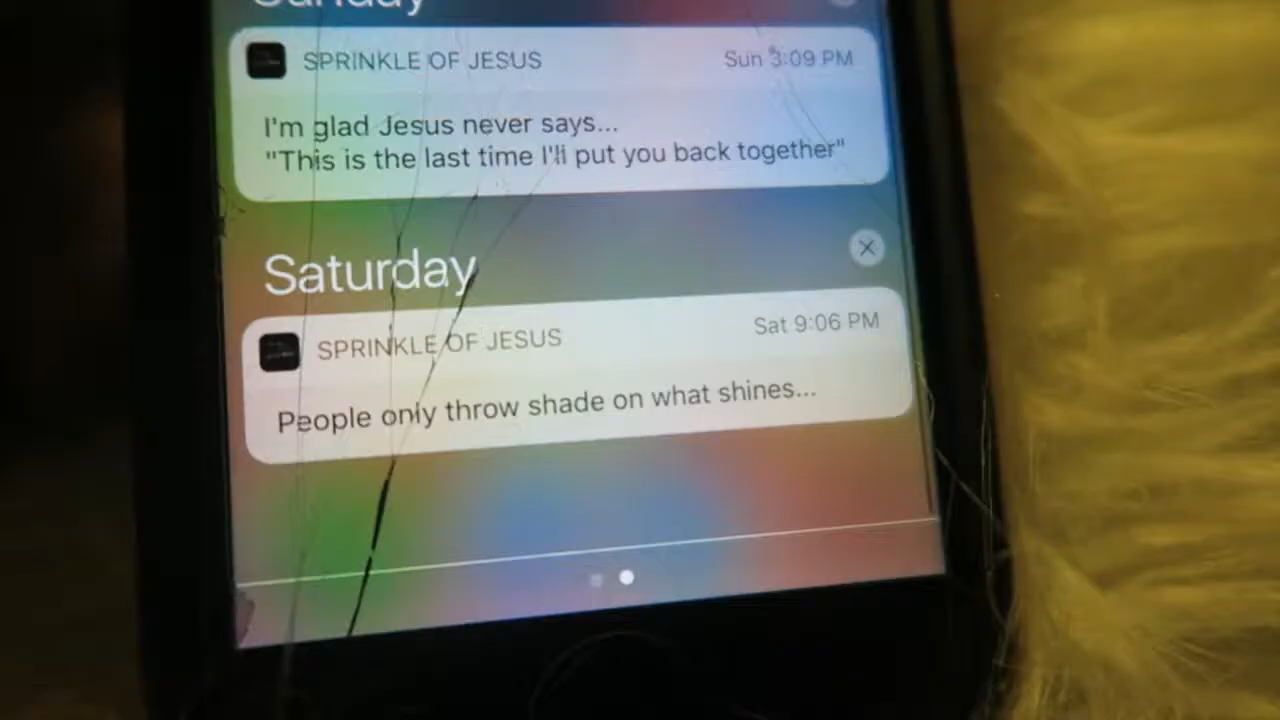 Sunday
SPRINKLE OF JESUS Sun 3:09 PM
I'm glad Jesus never says...
"This is the last time I'll put you back together"
Saturday
SPRINKLE OF JESUS Sat 9:06 PM
People only throw shade on what shines...